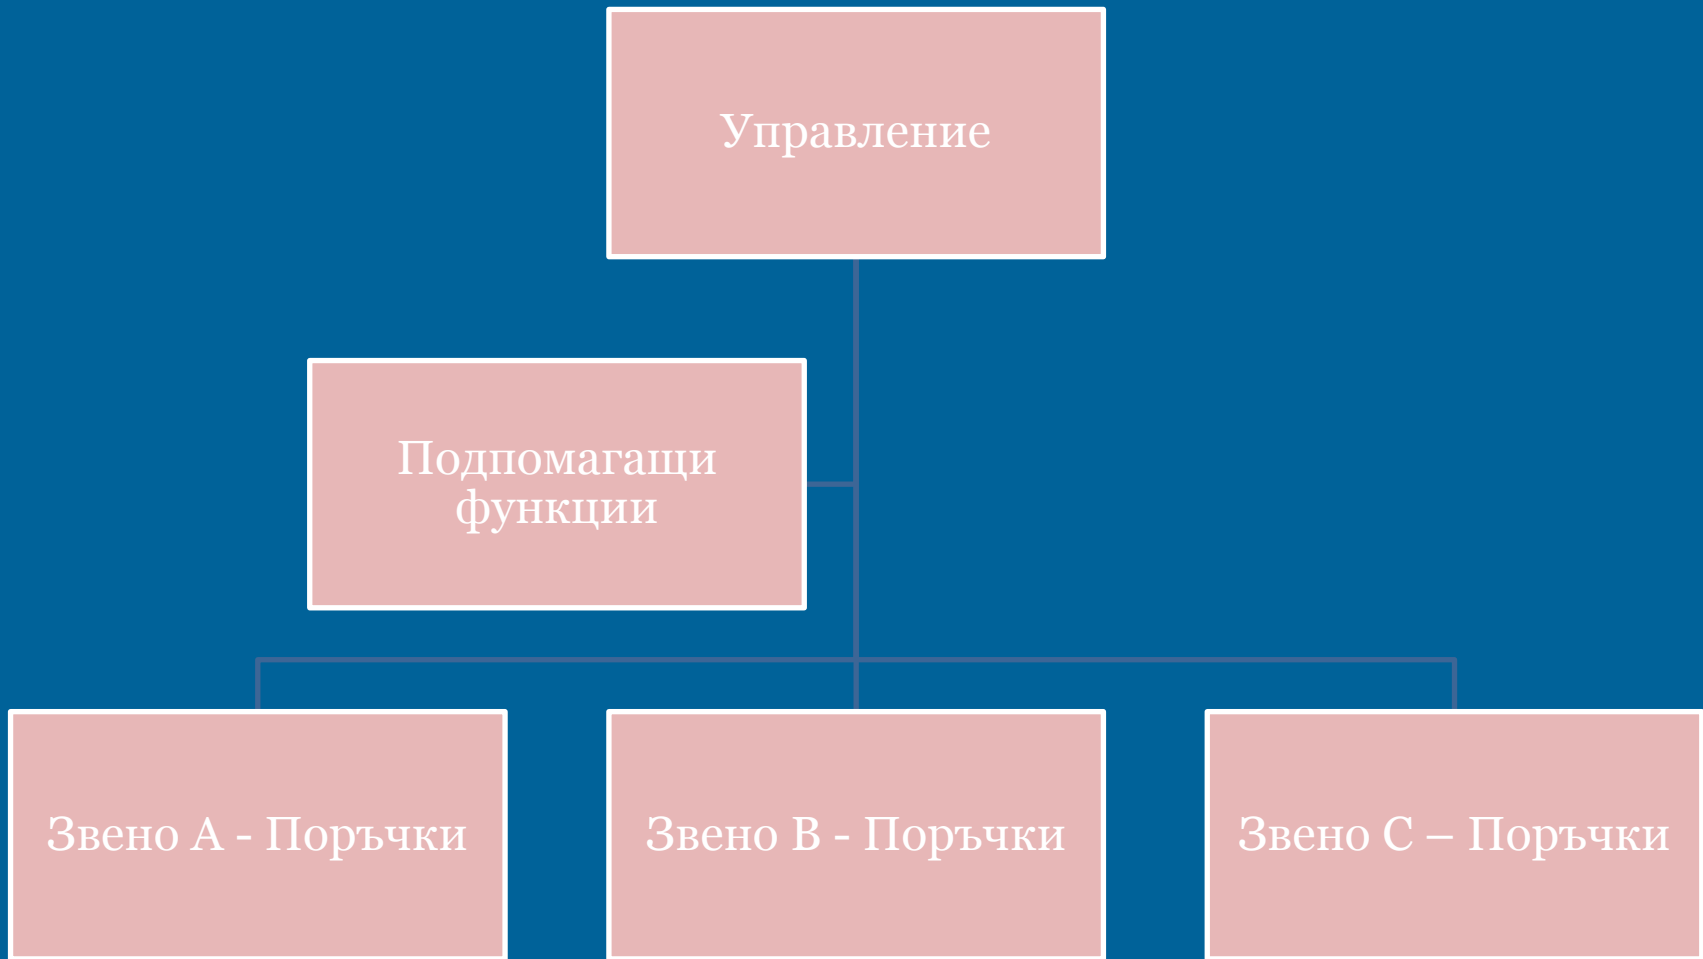 Управление
Подпомагащи
функции
Звено А - Поръчки
Звено В - Поръчки
Звено С – Поръчки